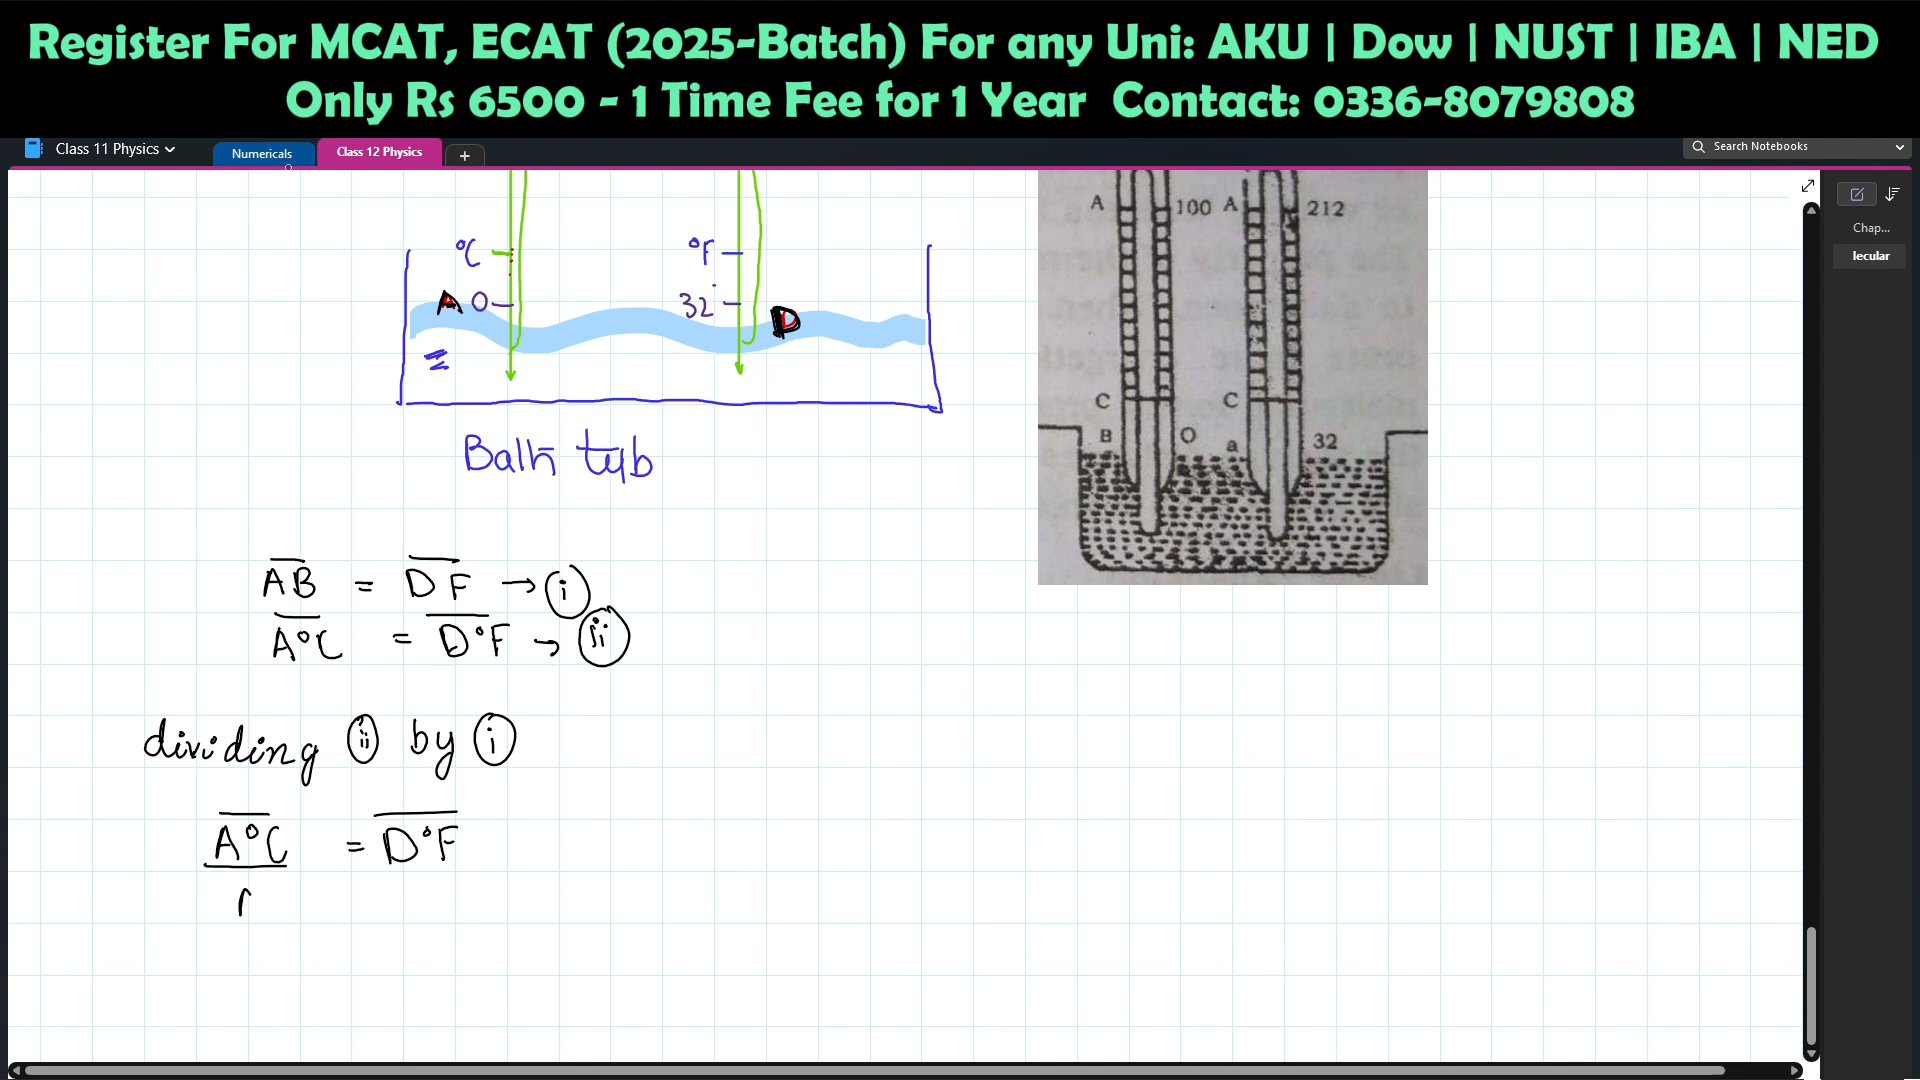 Register For MCAT, ECAT (2025-Batch) For any Uni: AKU | Dow | NUST | IBA | NED
Only Rs 6500 - 1 Time Fee for 1 Year Contact: 0336-8079808
Class 11 Physics
Numericals
Class 12 Physics
+
Search Notebooks
Chap...
lecular
°C
°F
A 0
32
D
Bath tub
A 100 A 212
C C
B O a 32
AB = DF → (i)
A°C = D°F → (ii)
dividing (ii) by (i)
A°C = D°F